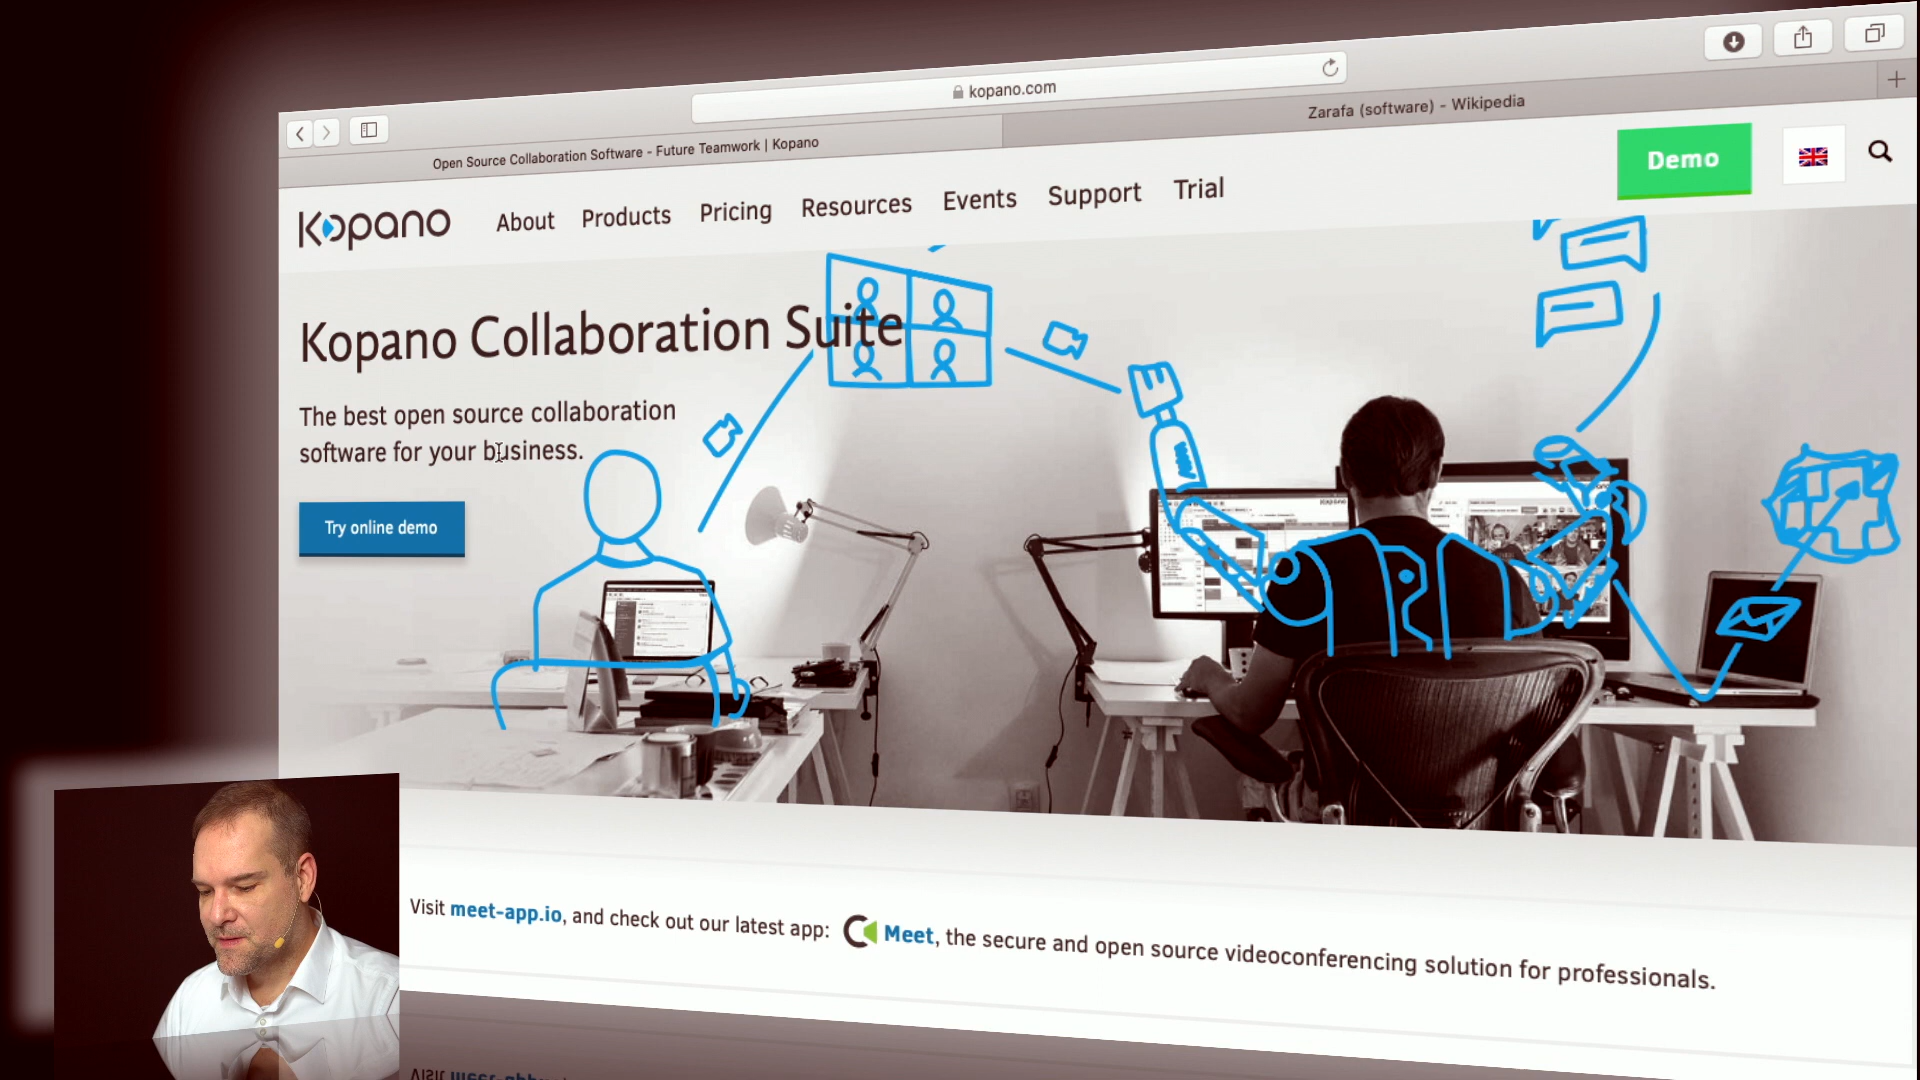 kopano.com
Open Source Collaboration Software - Future Teamwork | Kopano
Zarafa (software) - Wikipedia
Kopano
About
Products
Pricing
Resources
Events
Support
Trial
Demo
Kopano Collaboration Suite
The best open source collaboration
software for your business.
Try online demo
Visit meet-app.io, and check out our latest app: Meet, the secure and open source videoconferencing solution for professionals.